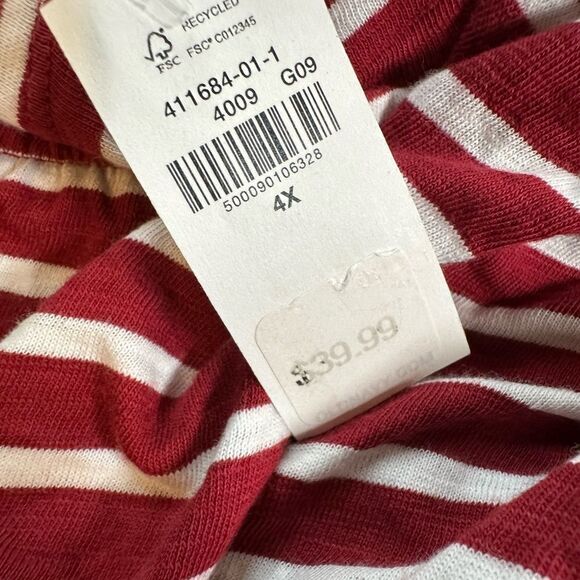 RECYCLED
FSC FSC® C012345
411684-01-1
4009 G09
500090106328
4X
$39.99